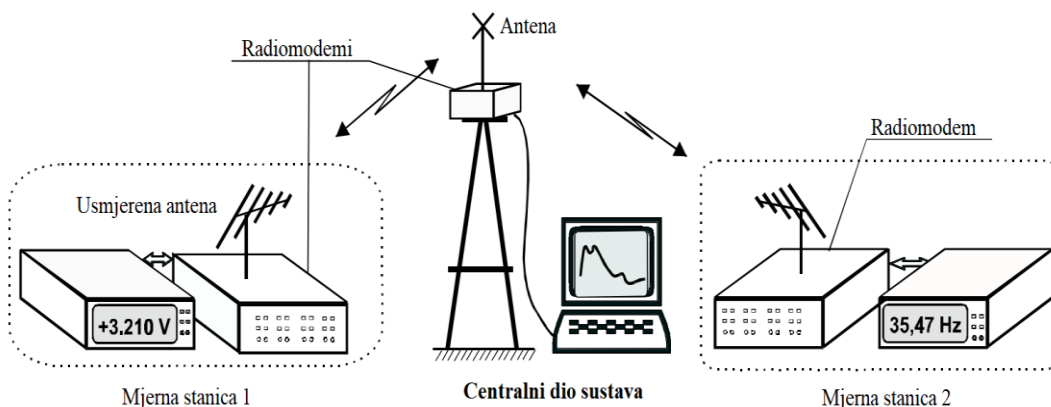 Antena
Radiomodemi
Radiomodem
Usmjerena antena
+3.210 V
35,47 Hz
Mjerna stanica 1
Centralni dio sustava
Mjerna stanica 2